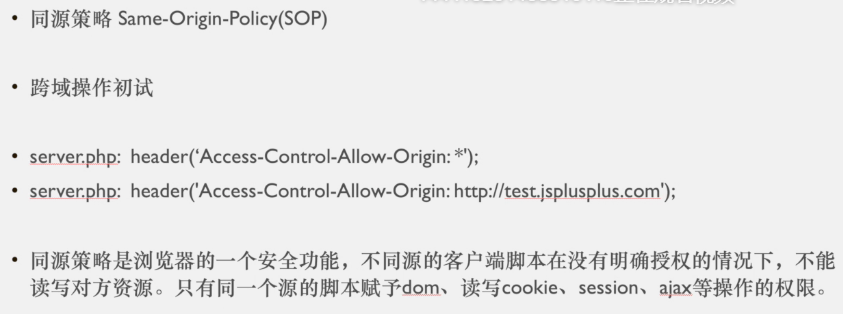 • 同源策略 Same-Origin-Policy(SOP)
• 跨域操作初试
• server.php: header(‘Access-Control-Allow-Origin: *');
• server.php: header('Access-Control-Allow-Origin: http://test.jsplusplus.com');
• 同源策略是浏览器的一个安全功能，不同源的客户端脚本在没有明确授权的情况下，不能
读写对方资源。只有同一个源的脚本赋予dom、读写cookie、session、ajax等操作的权限。